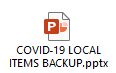 P
COVID-19 LOCAL
ITEMS BACKUP.pptx